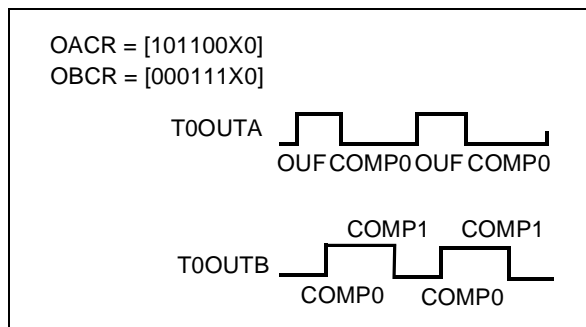 OACR = [101100X0]
OBCR = [000111X0]
T0OUTA
OUF COMP0 OUF COMP0
COMP1 COMP1
T0OUTB
COMP0 COMP0